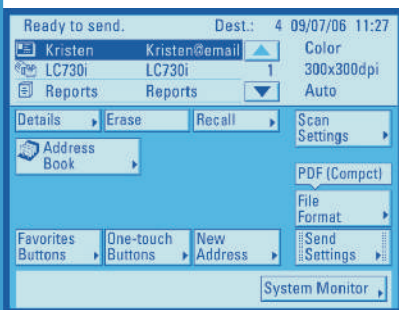 Ready to send. Dest.: 4 09/07/06 11:27
Kristen Kristen@email Color
LC730i LC730i 1 300x300dpi
Reports Reports Auto
Details Erase Recall Scan Settings
Address Book
PDF (Compct)
File Format
Favorites Buttons One-touch Buttons New Address Send Settings
System Monitor